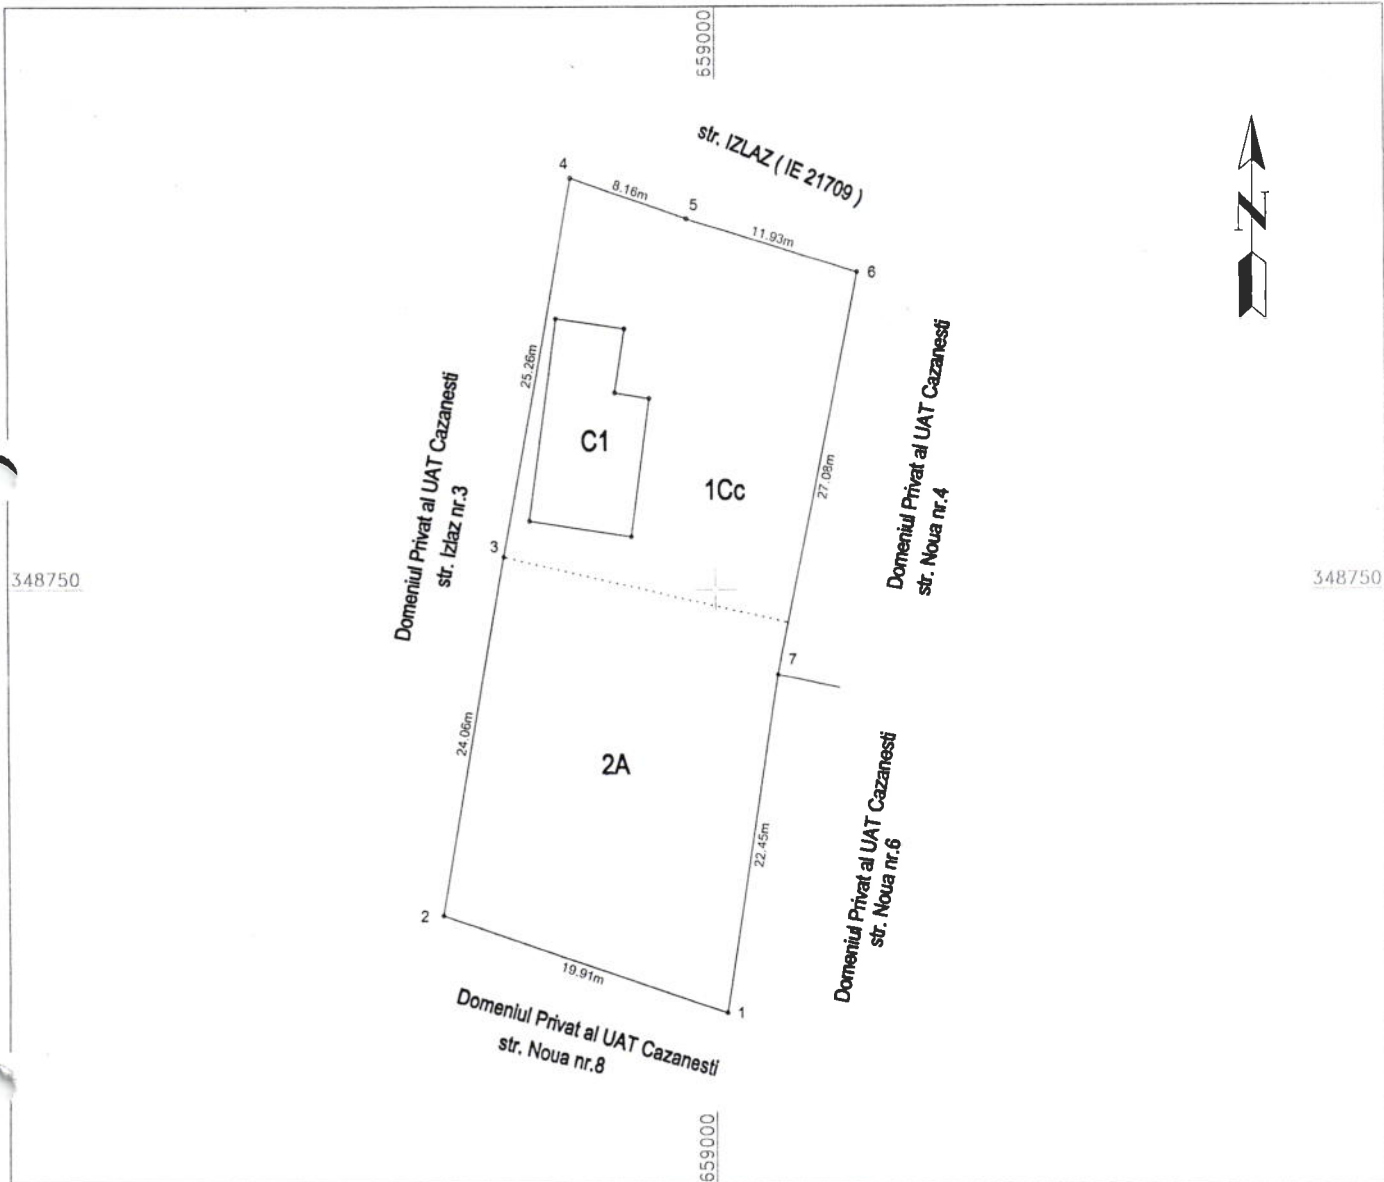 659000
str. IZLAZ ( IE 21709 )
4
8.16m
5
11.93m
6
N
25.26m
C1
1Cc
27.08m
Domeniul Privat al UAT Cazanesti
str. Izlaz nr.3
Domeniul Privat al UAT Cazanesti
str. Noua nr.4
3
348750
348750
7
24.06m
2A
22.45m
Domeniul Privat al UAT Cazanesti
str. Noua nr.6
2
19.91m
1
Domeniul Privat al UAT Cazanesti
str. Noua nr.8
659000